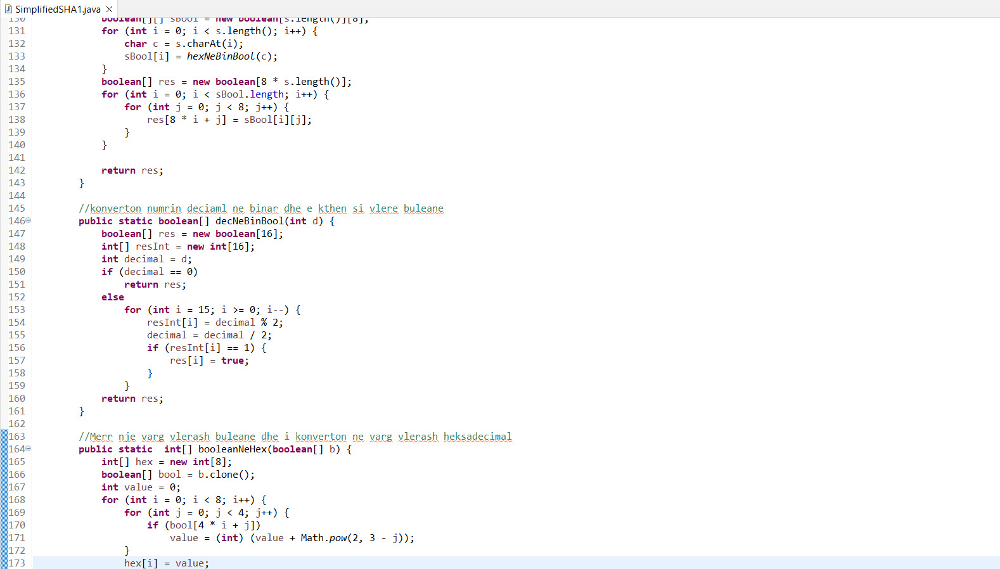 SimplifiedSHA1.java
130 boolean[][] sBool = new boolean[s.length()][8];
131 for (int i = 0; i < s.length(); i++) {
132 char c = s.charAt(i);
133 sBool[i] = hexNeBinBool(c);
134 }
135 boolean[] res = new boolean[8 * s.length()];
136 for (int i = 0; i < sBool.length; i++) {
137 for (int j = 0; j < 8; j++) {
138 res[8 * i + j] = sBool[i][j];
139 }
140 }
141
142 return res;
143 }
144
145 //konverton numrin deciaml ne binar dhe e kthen si vlere buleane
146 public static boolean[] decNeBinBool(int d) {
147 boolean[] res = new boolean[16];
148 int[] resInt = new int[16];
149 int decimal = d;
150 if (decimal == 0)
151 return res;
152 else
153 for (int i = 15; i >= 0; i--) {
154 resInt[i] = decimal % 2;
155 decimal = decimal / 2;
156 if (resInt[i] == 1) {
157 res[i] = true;
158 }
159 }
160 return res;
161 }
162
163 //Merr nje varg vlerash buleane dhe i konverton ne varg vlerash heksadecimal
164 public static  int[] booleanNeHex(boolean[] b) {
165 int[] hex = new int[8];
166 boolean[] bool = b.clone();
167 int value = 0;
168 for (int i = 0; i < 8; i++) {
169 for (int j = 0; j < 4; j++) {
170 if (bool[4 * i + j])
171 value = (int) (value + Math.pow(2, 3 - j));
172 }
173 hex[i] = value;